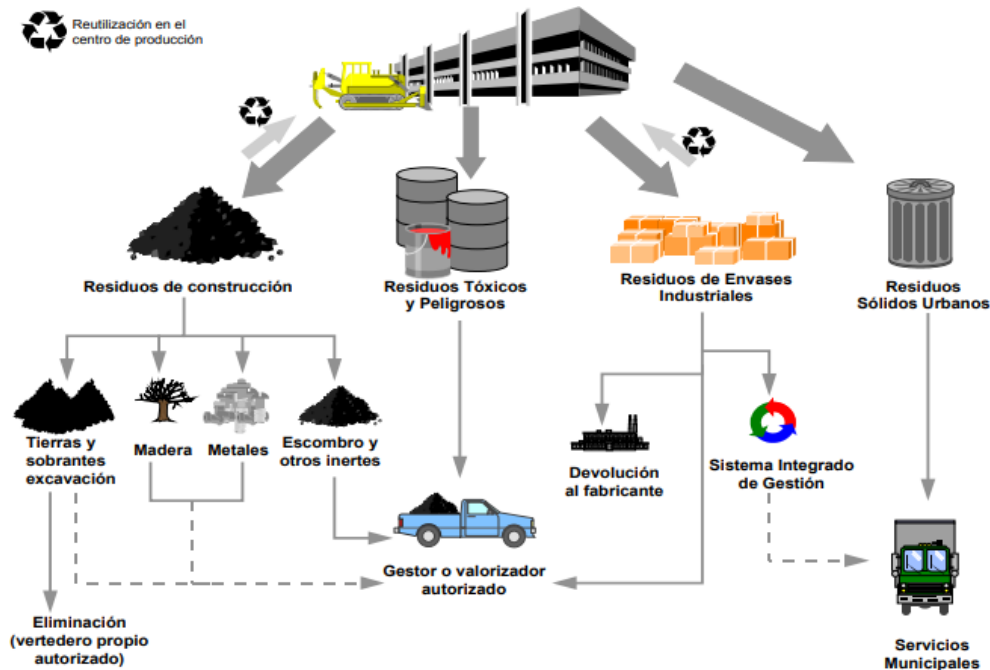 Reutilización en el
centro de producción
Residuos de construcción
Residuos Tóxicos
y Peligrosos
Residuos de Envases
Industriales
Residuos
Sólidos Urbanos
Tierras y
sobrantes
excavación
Madera
Metales
Escombro y
otros inertes
Devolución
al fabricante
Sistema Integrado
de Gestión
Gestor o valorizador
autorizado
Eliminación
(vertedero propio
autorizado)
Servicios
Municipales